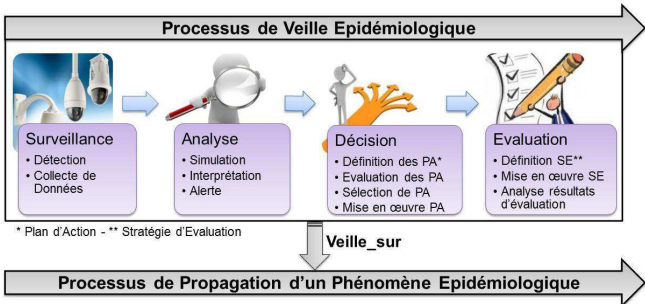 Processus de Veille Epidémiologique
Surveillance
• Détection
• Collecte de
Données
Analyse
• Simulation
• Interprétation
• Alerte
Décision
• Définition des PA*
• Evaluation des PA
• Sélection de PA
• Mise en œuvre PA
Evaluation
• Définition SE**
• Mise en œuvre SE
• Analyse résultats
d'évaluation
* Plan d'Action - ** Stratégie d'Evaluation
Veille_sur
Processus de Propagation d'un Phénomène Epidémiologique